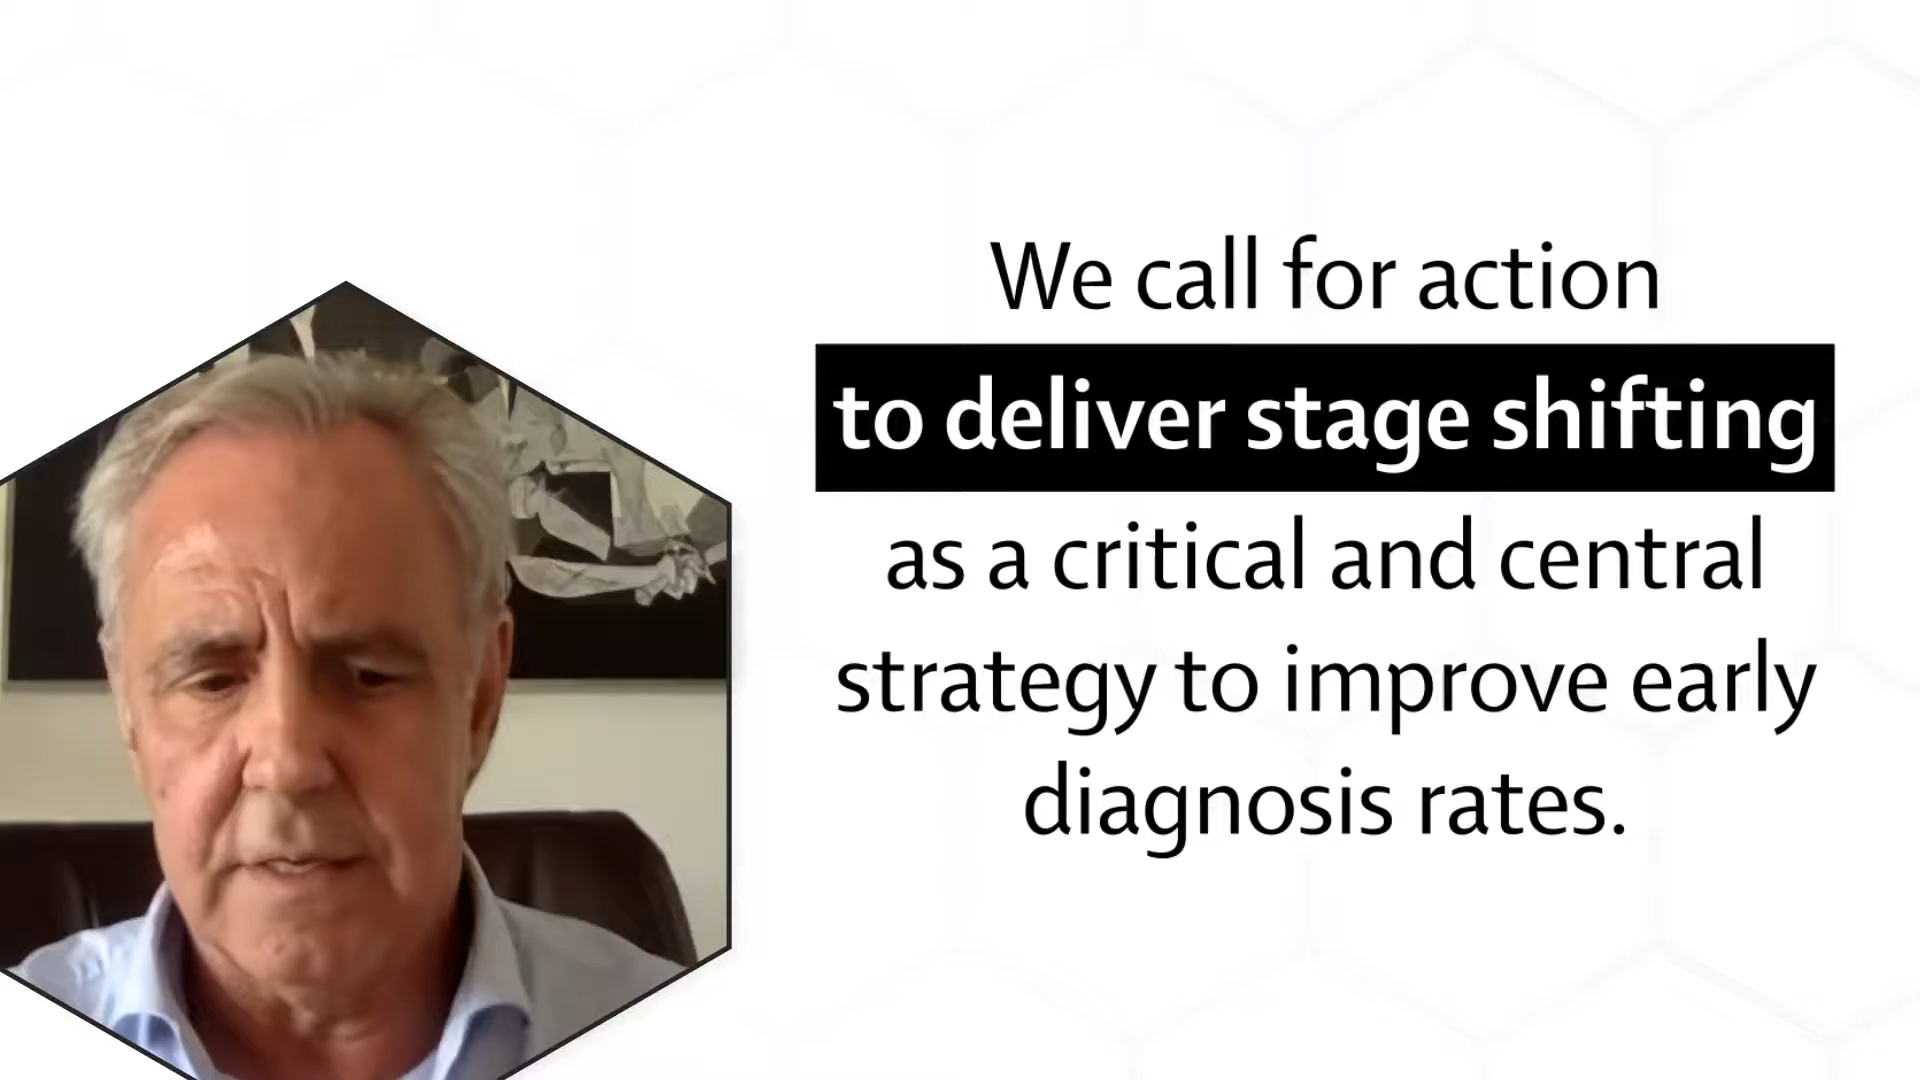 We call for action
to deliver stage shifting
as a critical and central
strategy to improve early
diagnosis rates.